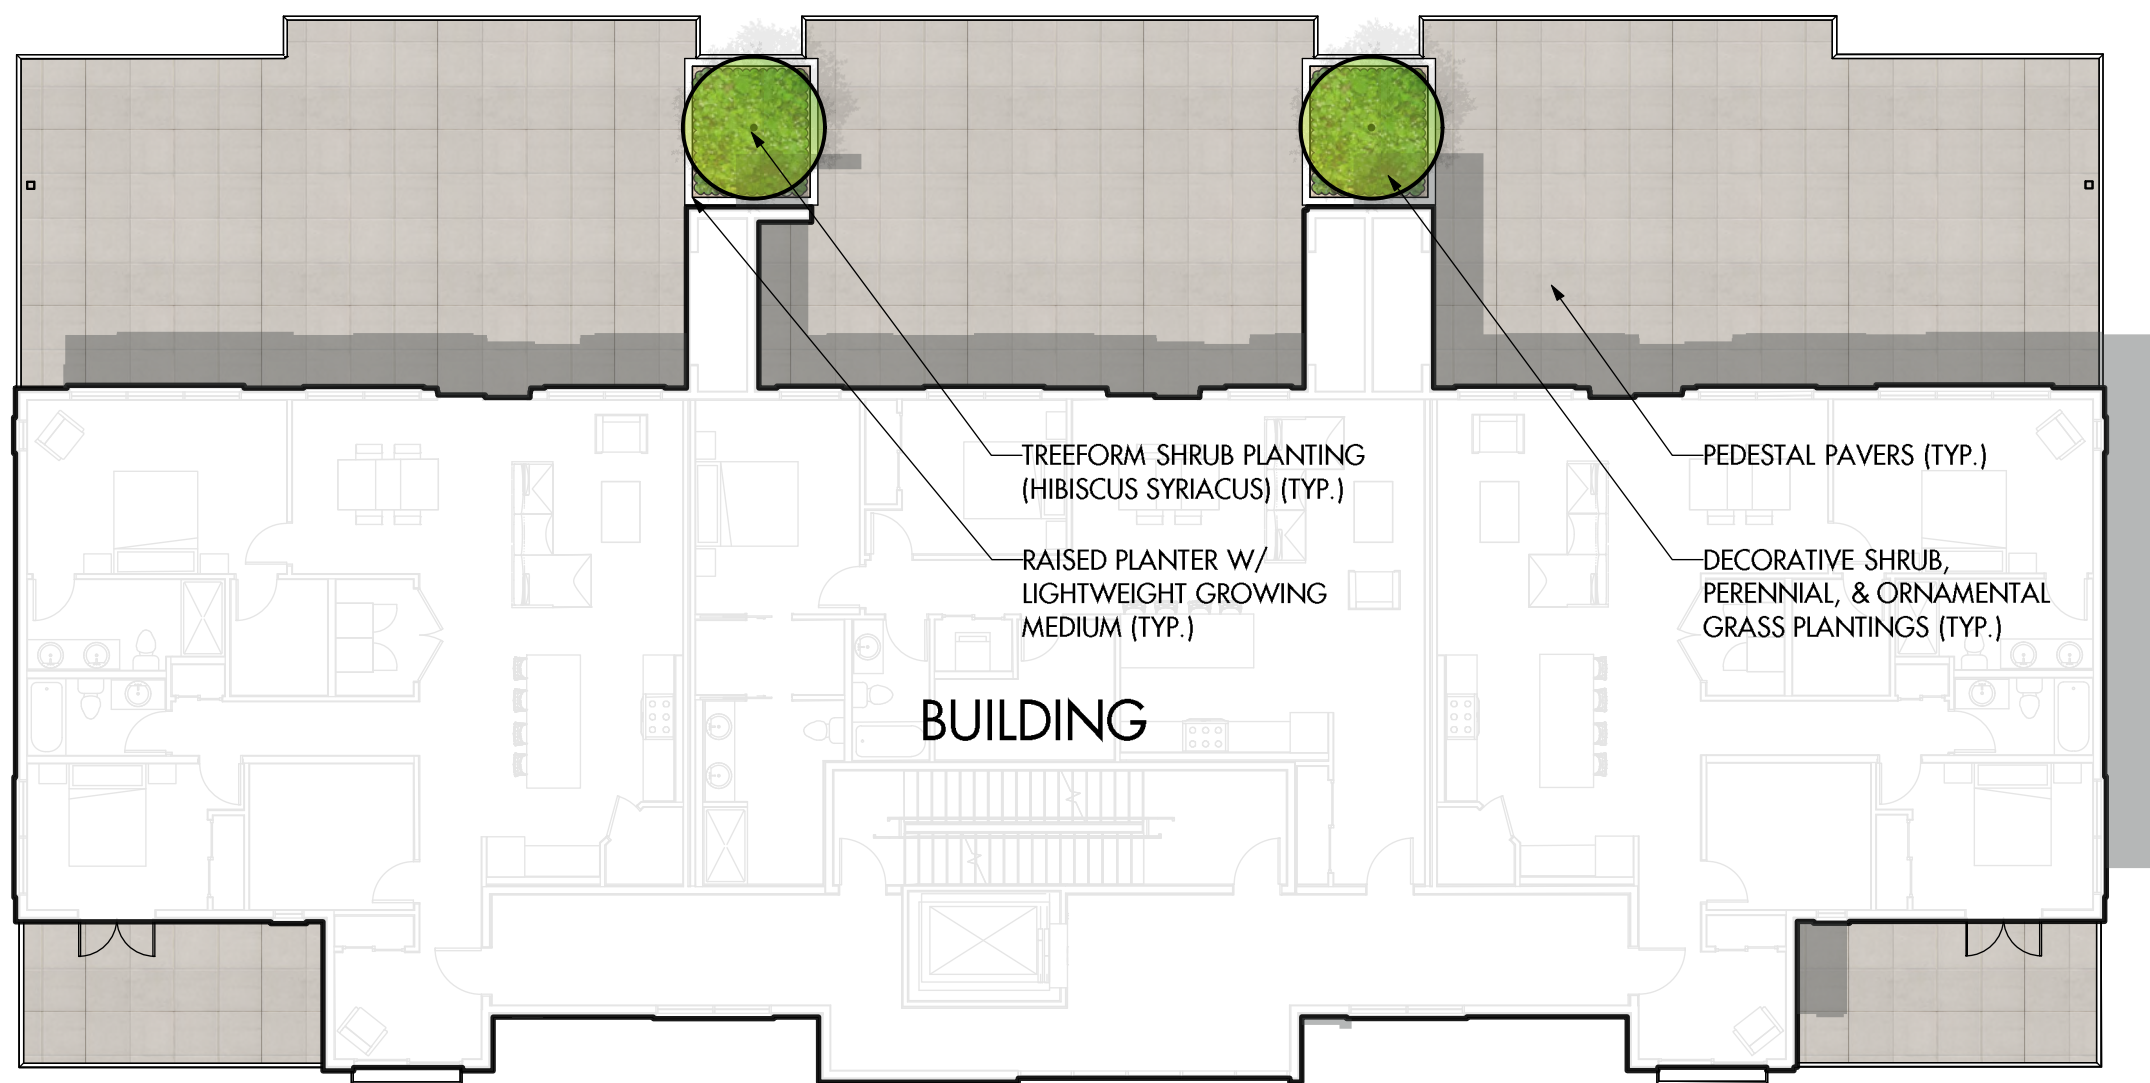 TREEFORM SHRUB PLANTING
(HIBISCUS SYRIACUS) (TYP.)
RAISED PLANTER W/
LIGHTWEIGHT GROWING
MEDIUM (TYP.)
PEDESTAL PAVERS (TYP.)
DECORATIVE SHRUB,
PERENNIAL, & ORNAMENTAL
GRASS PLANTINGS (TYP.)
BUILDING